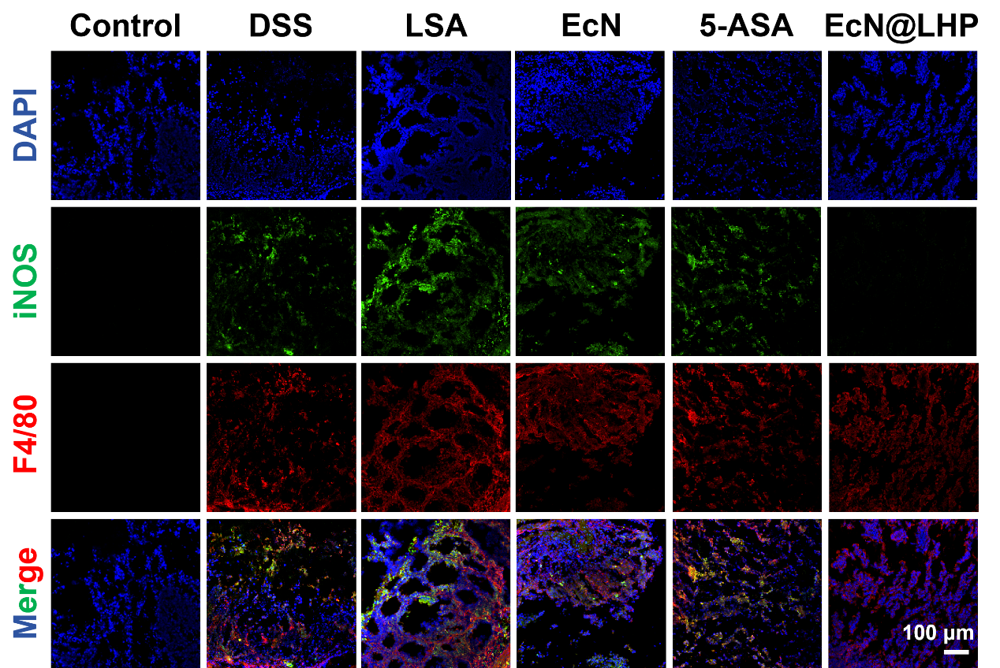 Control DSS LSA EcN 5-ASA EcN@LHP
DAPI
iNOS
F4/80
Merge
100 µm